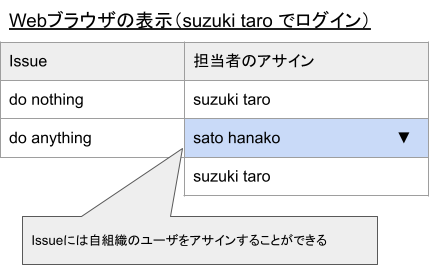 Webブラウザの表示（suzuki taro でログイン）
Issue 担当者のアサイン
do nothing suzuki taro
do anything sato hanako ▼
suzuki taro
Issueには自組織のユーザをアサインすることができる